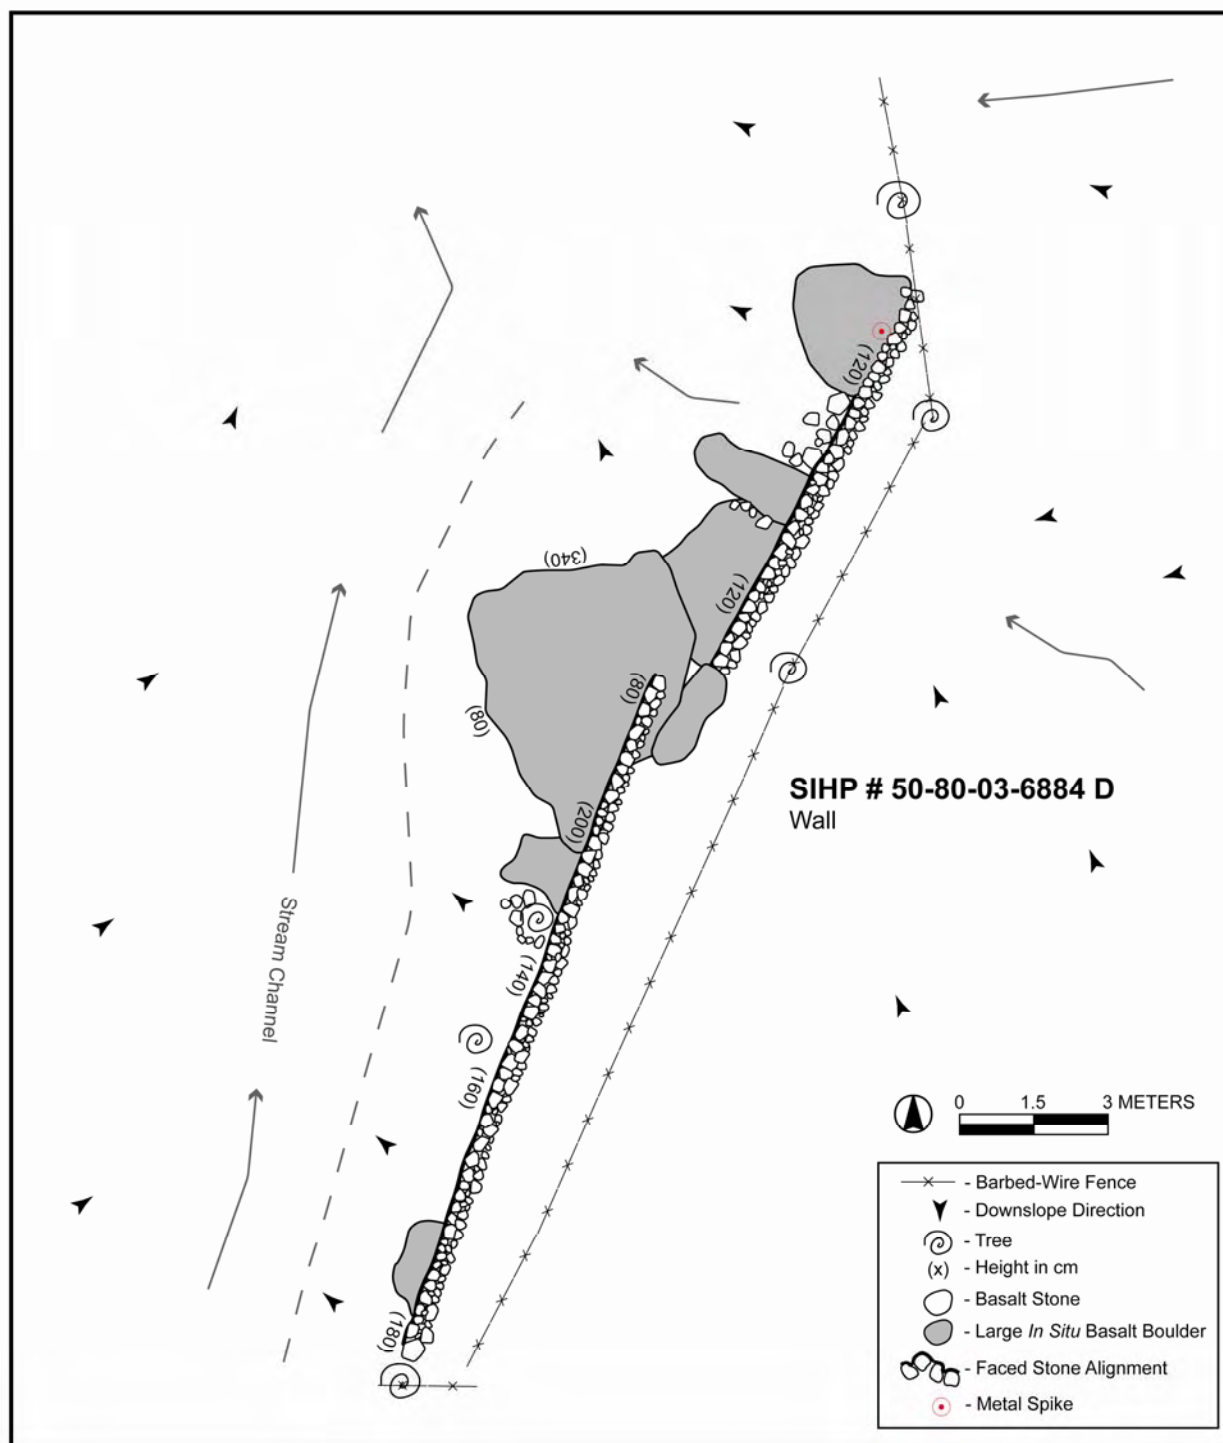 (120)
(340)
(120)
(80)
(80)
SIHP # 50-80-03-6884 D
Wall
(200)
Stream Channel
(140)
(160)
0 1.5 3 METERS
(180)
- Barbed-Wire Fence
- Downslope Direction
- Tree
(x) - Height in cm
- Basalt Stone
- Large In Situ Basalt Boulder
- Faced Stone Alignment
- Metal Spike